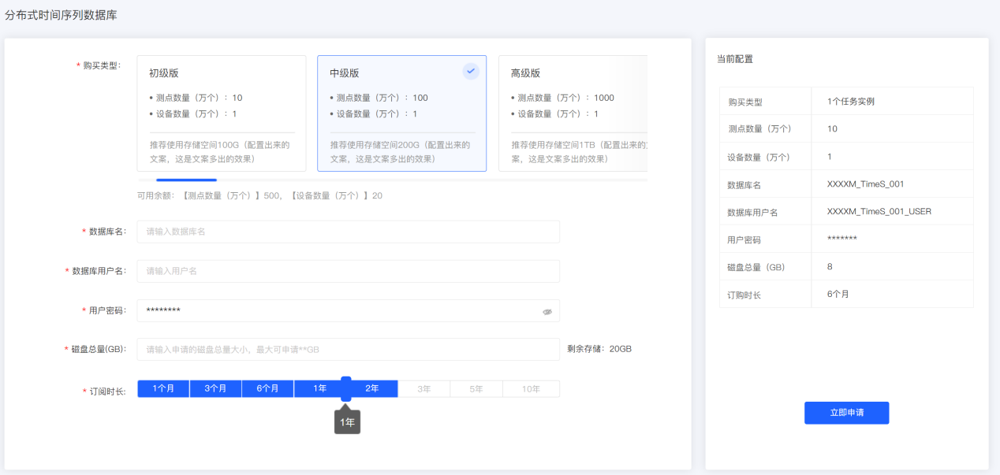 分布式时间序列数据库
* 购买类型:
初级版
• 测点数量（万个）：10
• 设备数量（万个）：1
推荐使用存储空间100G（配置出来的
文案，这是文案多出的效果）
中级版
• 测点数量（万个）：100
• 设备数量（万个）：1
推荐使用存储空间200G（配置出来的
文案，这是文案多出的效果）
高级版
• 测点数量（万个）：1000
• 设备数量（万个）：1
推荐使用存储空间1TB（配置出来的
案，这是文案多出的效果）
可用余额：【测点数量（万个）】500，【设备数量（万个）】20
* 数据库名:
请输入数据库名
* 数据库用户名:
请输入用户名
* 用户密码:
********
* 磁盘总量(GB):
请输入申请的磁盘总量大小，最大可申请**GB
剩余存储：20GB
* 订阅时长:
1个月 3个月 6个月 1年 2年 3年 5年 10年
1年
当前配置
购买类型 1个任务实例
测点数量（万个） 10
设备数量（万个） 1
数据库名 XXXXM_TimeS_001
数据库用户名 XXXXM_TimeS_001_USER
用户密码 *******
磁盘总量（GB） 8
订购时长 6个月
立即申请